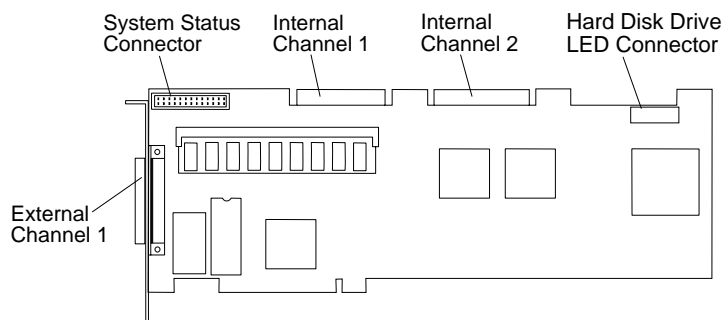 System Status
Connector
Internal
Channel 1
Internal
Channel 2
Hard Disk Drive
LED Connector
External
Channel 1